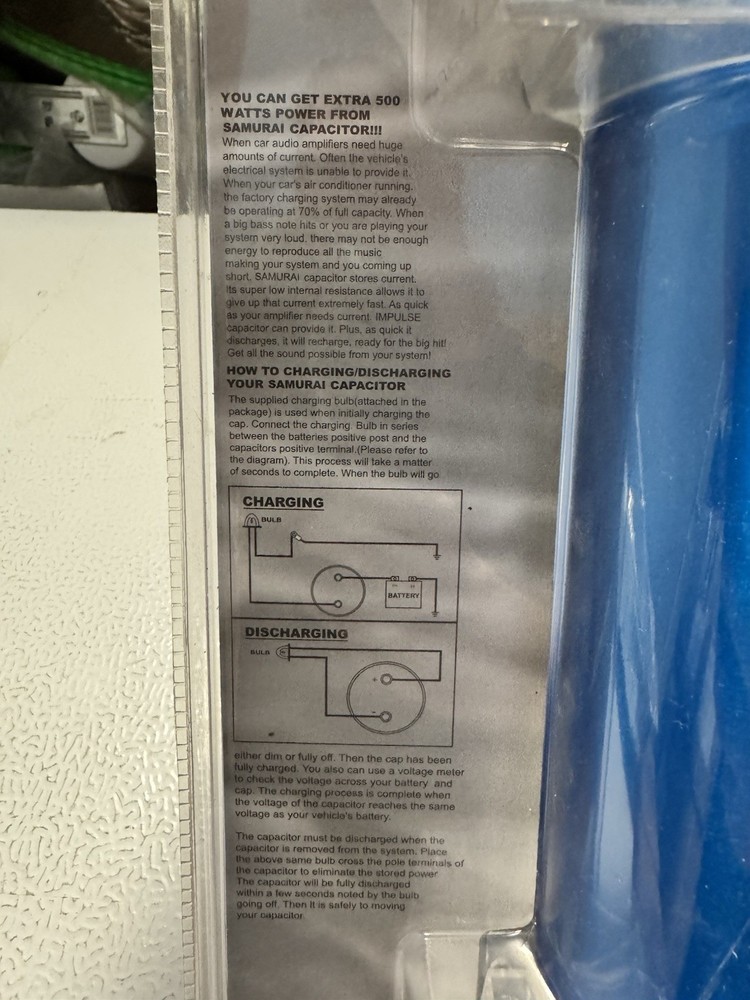 YOU CAN GET EXTRA 500
WATTS POWER FROM
SAMURAI CAPACITOR!!!
When car audio amplifiers need huge
amounts of current. Often the vehicle's
electrical system is unable to provide it.
When your car's air conditioner running,
the factory charging system may already
be operating at 70% of full capacity. When
a big bass note hits or you are playing your
system very loud, there may not be enough
energy to reproduce all the music
making your system and you coming up
short, SAMURAI capacitor stores current.
Its super low internal resistance allows it to
give up that current extremely fast. As quick
as your amplifier needs current. IMPULSE
capacitor can provide it. Plus, as quick it
discharges, it will recharge, ready for the big hit!
Get all the sound possible from your system!
HOW TO CHARGING/DISCHARGING
YOUR SAMURAI CAPACITOR
The supplied charging bulb(attached in the
package) is used when initially charging the
cap. Connect the charging. Bulb in series
between the batteries positive post and the
capacitors positive terminal.(Please refer to
the diagram). This process will take a matter
of seconds to complete. When the bulb will go
CHARGING
BULB
BATTERY
DISCHARGING
BULB
+
-
either dim or fully off. Then the cap has been
fully charged. You also can use a voltage meter
to check the voltage across your battery and
cap. The charging process is complete when
the voltage of the capacitor reaches the same
voltage as your vehicle's battery.
The capacitor must be discharged when the
capacitor is removed from the system. Place
the above same bulb cross the pole terminals of
the capacitor to eliminate the stored power
The capacitor will be fully discharged
within a few seconds noted by the bulb
going off. Then It is safely to moving
your capacitor